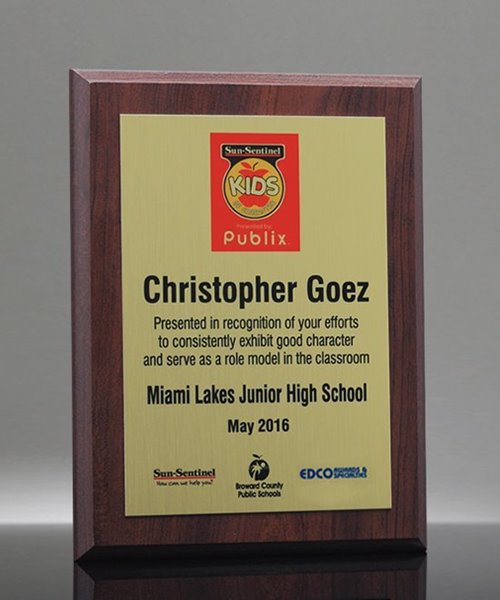 Sun-Sentinel
KIDS
Presented by:
Publix.
Christopher Goez
Presented in recognition of your efforts
to consistently exhibit good character
and serve as a role model in the classroom
Miami Lakes Junior High School
May 2016
Sun-Sentinel
How can we help you?
Broward County
Public Schools
EDCO AWARDS &
SPECIALTIES